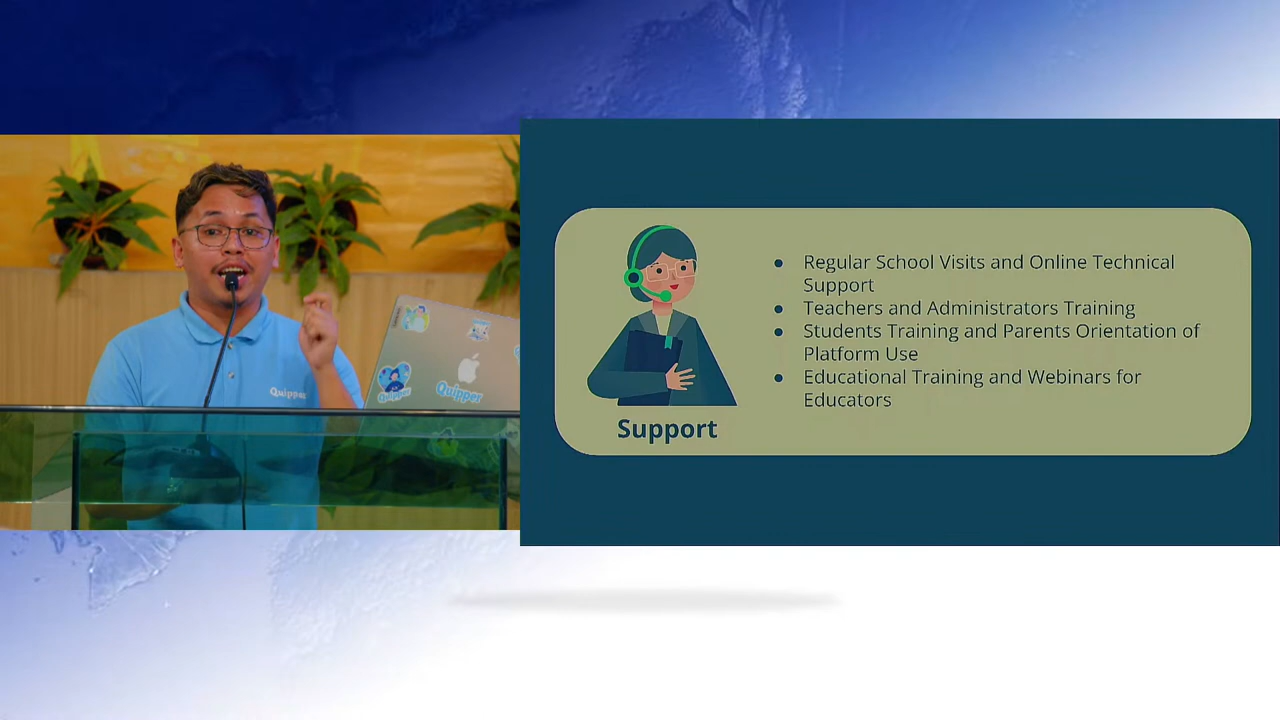 Quipper
Quipper
Quipper
Regular School Visits and Online Technical
Support
Teachers and Administrators Training
Students Training and Parents Orientation of
Platform Use
Educational Training and Webinars for
Educators
Support